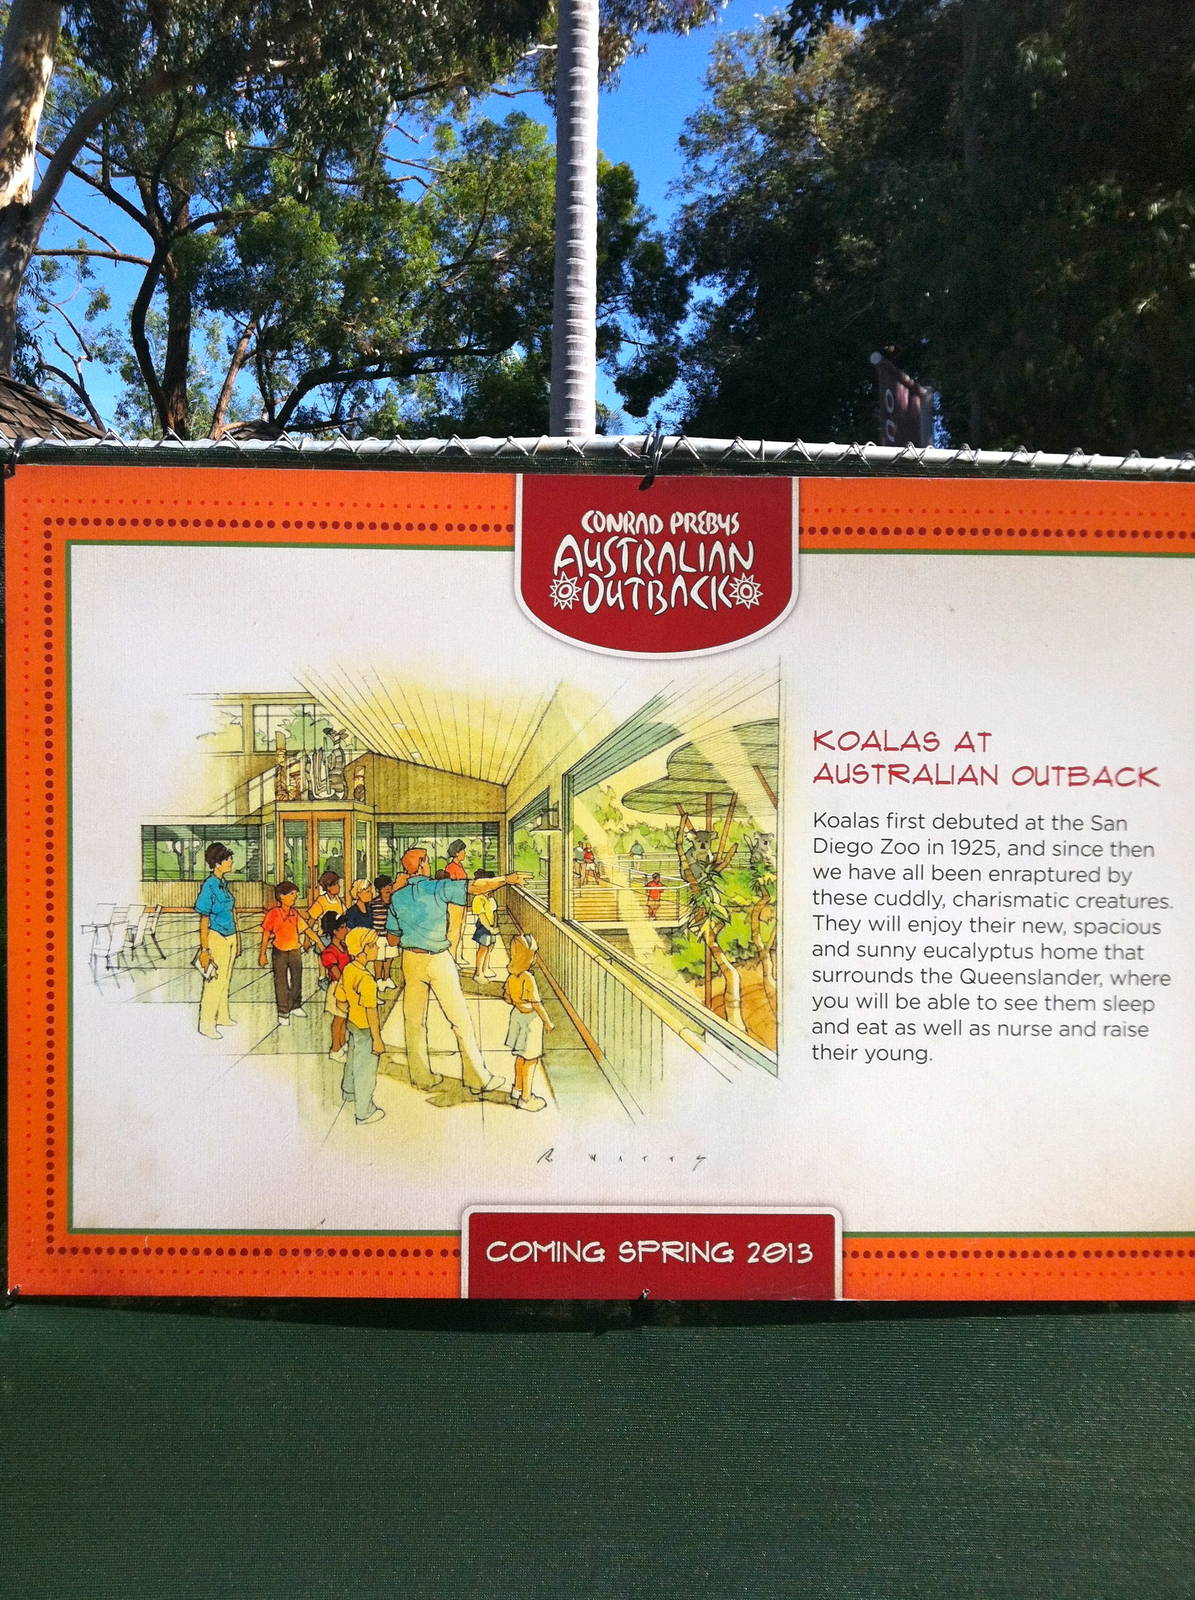 CONRAD PREBYS
AUSTRALIAN
OUTBACK
KOALAS AT
AUSTRALIAN OUTBACK
Koalas first debuted at the San
Diego Zoo in 1925, and since then
we have all been enraptured by
these cuddly, charismatic creatures.
They will enjoy their new, spacious
and sunny eucalyptus home that
surrounds the Queenslander, where
you will be able to see them sleep
and eat as well as nurse and raise
their young.
COMING SPRING 2013